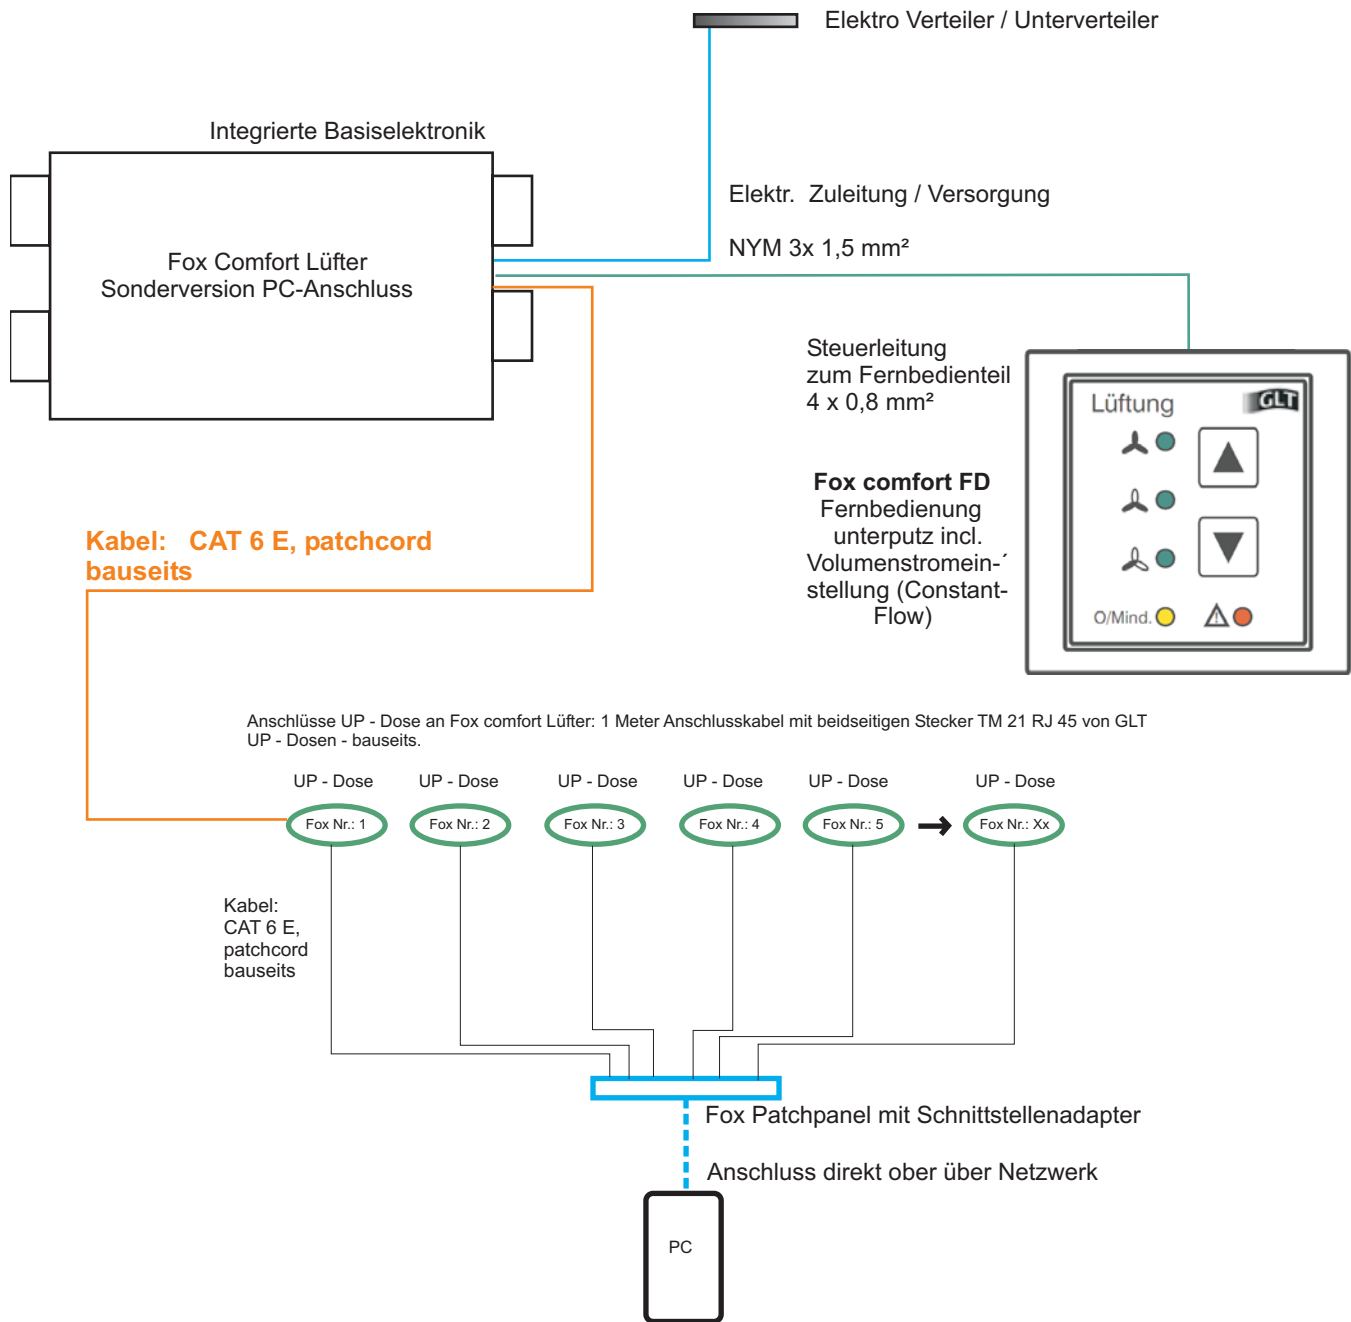 Elektro Verteiler / Unterverteiler
Integrierte Basiselektronik
Elektr. Zuleitung / Versorgung
NYM 3x 1,5 mm²
Fox Comfort Lüfter
Sonderversion PC-Anschluss
Steuerleitung
zum Fernbedienteil
4 x 0,8 mm²
Fox comfort FD
Fernbedienung
unterputz incl.
Volumenstromein-´
stellung (Constant-
Flow)
Lüftung
GLT
O/Mind.
Kabel: CAT 6 E, patchcord
bauseits
Anschlüsse UP - Dose an Fox comfort Lüfter: 1 Meter Anschlusskabel mit beidseitigen Stecker TM 21 RJ 45 von GLT
UP - Dosen - bauseits.
UP - Dose UP - Dose UP - Dose UP - Dose UP - Dose UP - Dose
Fox Nr.: 1 Fox Nr.: 2 Fox Nr.: 3 Fox Nr.: 4 Fox Nr.: 5 Fox Nr.: Xx
Kabel:
CAT 6 E,
patchcord
bauseits
Fox Patchpanel mit Schnittstellenadapter
Anschluss direkt ober über Netzwerk
PC